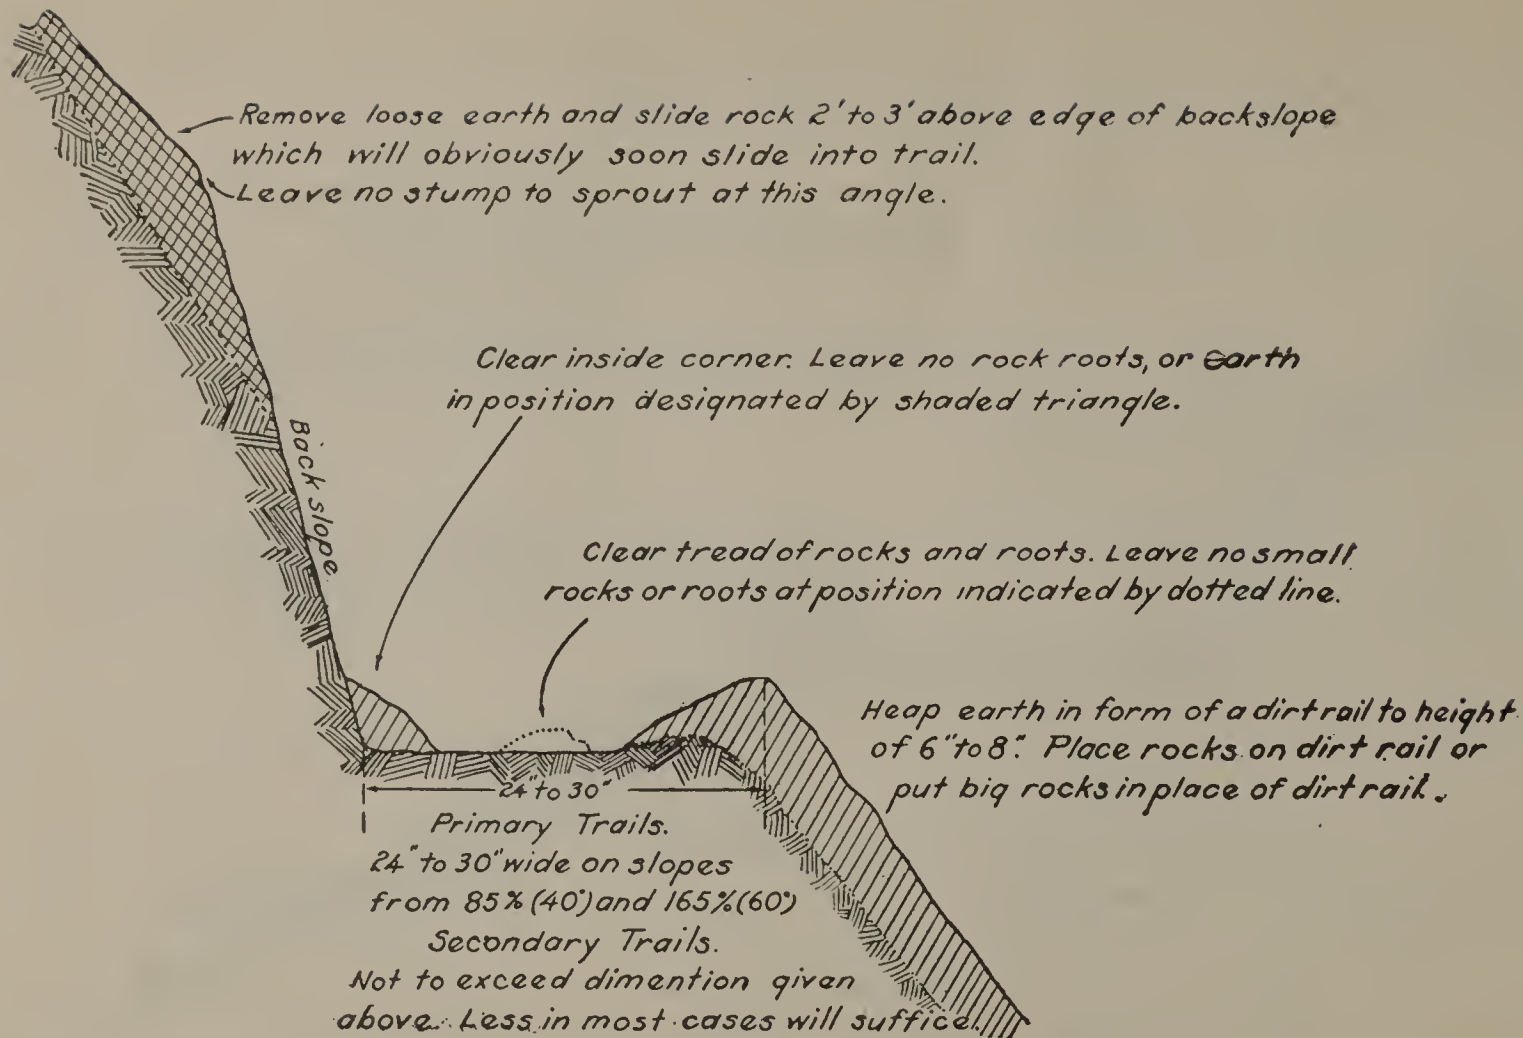 Remove loose earth and slide rock 2' to 3' above edge of backslope
which will obviously soon slide into trail.
Leave no stump to sprout at this angle.
Clear inside corner. Leave no rock roots, or earth
in position designated by shaded triangle.
Back slope
Clear tread of rocks and roots. Leave no small
rocks or roots at position indicated by dotted line.
Heap earth in form of a dirt rail to height
of 6" to 8". Place rocks on dirt rail or
put big rocks in place of dirt rail.
24" to 30"
Primary Trails.
24" to 30" wide on slopes
from 85% (40°) and 165% (60°)
Secondary Trails.
Not to exceed dimention given
above. Less in most cases will suffice.